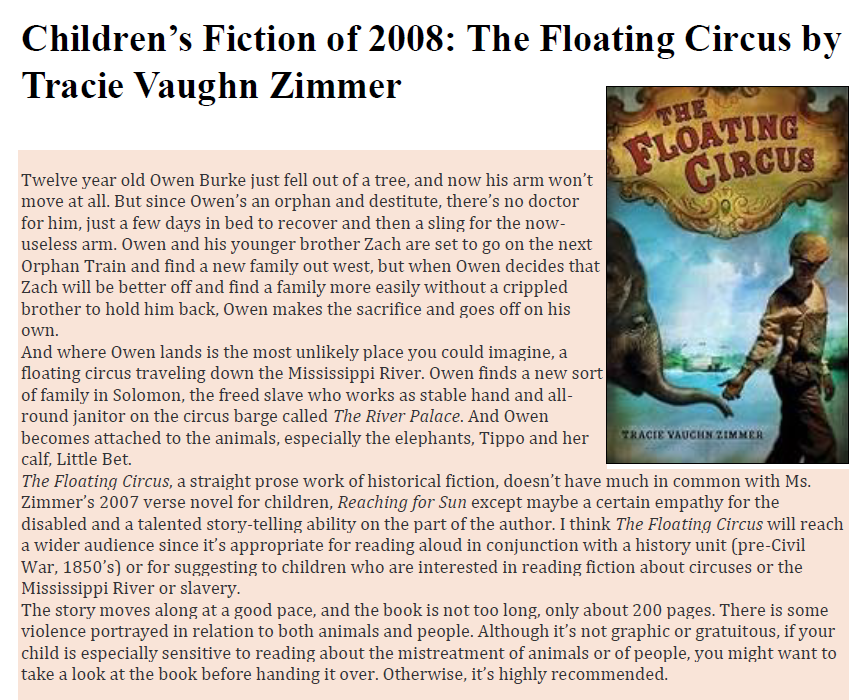 Children’s Fiction of 2008: The Floating Circus by
Tracie Vaughn Zimmer
THE
FLOATING
CIRCUS
TRACIE VAUGHN ZIMMER
Twelve year old Owen Burke just fell out of a tree, and now his arm won’t
move at all. But since Owen’s an orphan and destitute, there’s no doctor
for him, just a few days in bed to recover and then a sling for the now-
useless arm. Owen and his younger brother Zach are set to go on the next
Orphan Train and find a new family out west, but when Owen decides that
Zach will be better off and find a family more easily without a crippled
brother to hold him back, Owen makes the sacrifice and goes off on his
own.
And where Owen lands is the most unlikely place you could imagine, a
floating circus traveling down the Mississippi River. Owen finds a new sort
of family in Solomon, the freed slave who works as stable hand and all-
round janitor on the circus barge called The River Palace. And Owen
becomes attached to the animals, especially the elephants, Tippo and her
calf, Little Bet.
The Floating Circus, a straight prose work of historical fiction, doesn’t have much in common with Ms.
Zimmer’s 2007 verse novel for children, Reaching for Sun except maybe a certain empathy for the
disabled and a talented story-telling ability on the part of the author. I think The Floating Circus will reach
a wider audience since it’s appropriate for reading aloud in conjunction with a history unit (pre-Civil
War, 1850’s) or for suggesting to children who are interested in reading fiction about circuses or the
Mississippi River or slavery.
The story moves along at a good pace, and the book is not too long, only about 200 pages. There is some
violence portrayed in relation to both animals and people. Although it’s not graphic or gratuitous, if your
child is especially sensitive to reading about the mistreatment of animals or of people, you might want to
take a look at the book before handing it over. Otherwise, it’s highly recommended.